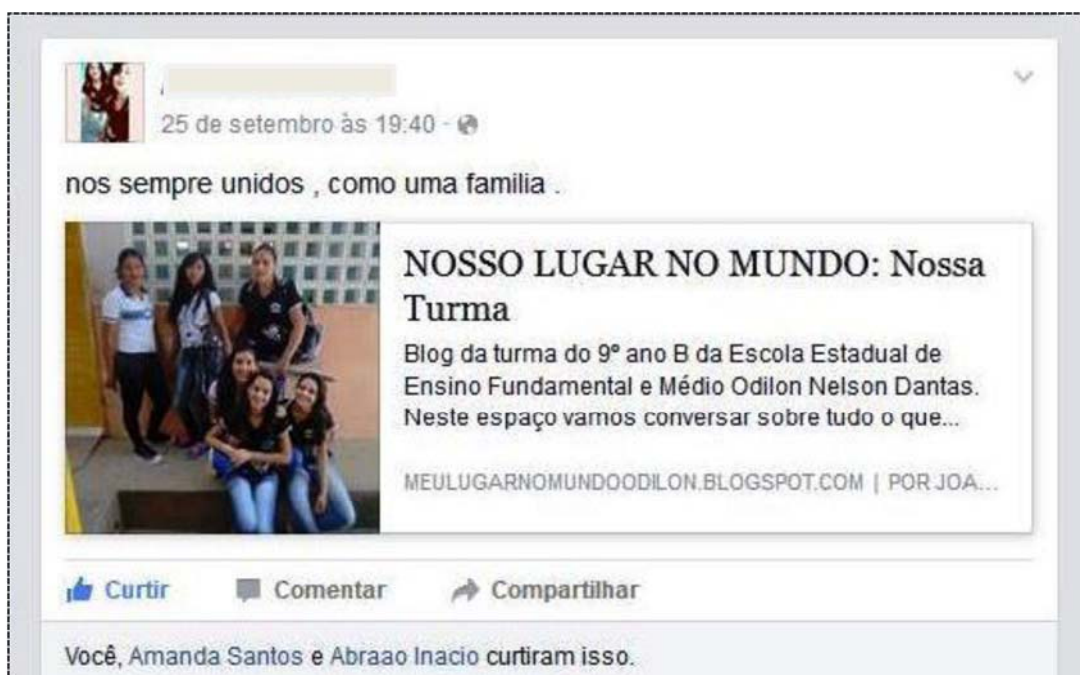 25 de setembro às 19:40 ·
nos sempre unidos , como uma familia .
NOSSO LUGAR NO MUNDO: Nossa
Turma
Blog da turma do 9º ano B da Escola Estadual de
Ensino Fundamental e Médio Odilon Nelson Dantas.
Neste espaço vamos conversar sobre tudo o que...
MEULUGARNOMUNDOODILON.BLOGSPOT.COM | POR JOA...
Curtir Comentar Compartilhar
Você, Amanda Santos e Abraao Inacio curtiram isso.